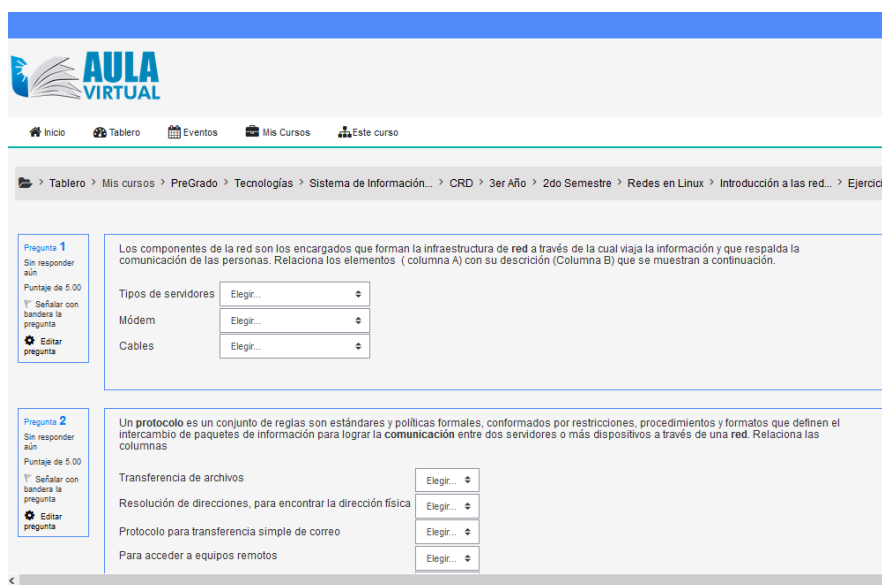 AULA
VIRTUAL
Inicio Tablero Eventos Mis Cursos Este curso
> Tablero > Mis cursos > PreGrado > Tecnologías > Sistema de Información... > CRD > 3er Año > 2do Semestre > Redes en Linux > Introducción a las red... > Ejercici
Pregunta 1
Sin responder
aún
Puntaje de 5.00
Señalar con
bandera la
pregunta
Editar
pregunta
Los componentes de la red son los encargados que forman la infraestructura de red a través de la cual viaja la información y que respalda la
comunicación de las personas. Relaciona los elementos ( columna A) con su descrición (Columna B) que se muestran a continuación.
Tipos de servidores Elegir...
Módem Elegir...
Cables Elegir...
Pregunta 2
Sin responder
aún
Puntaje de 5.00
Señalar con
bandera la
pregunta
Editar
pregunta
Un protocolo es un conjunto de reglas son estándares y políticas formales, conformados por restricciones, procedimientos y formatos que definen el
intercambio de paquetes de información para lograr la comunicación entre dos servidores o más dispositivos a través de una red. Relaciona las
columnas
Transferencia de archivos Elegir...
Resolución de direcciones, para encontrar la dirección física Elegir...
Protocolo para transferencia simple de correo Elegir...
Para acceder a equipos remotos Elegir...